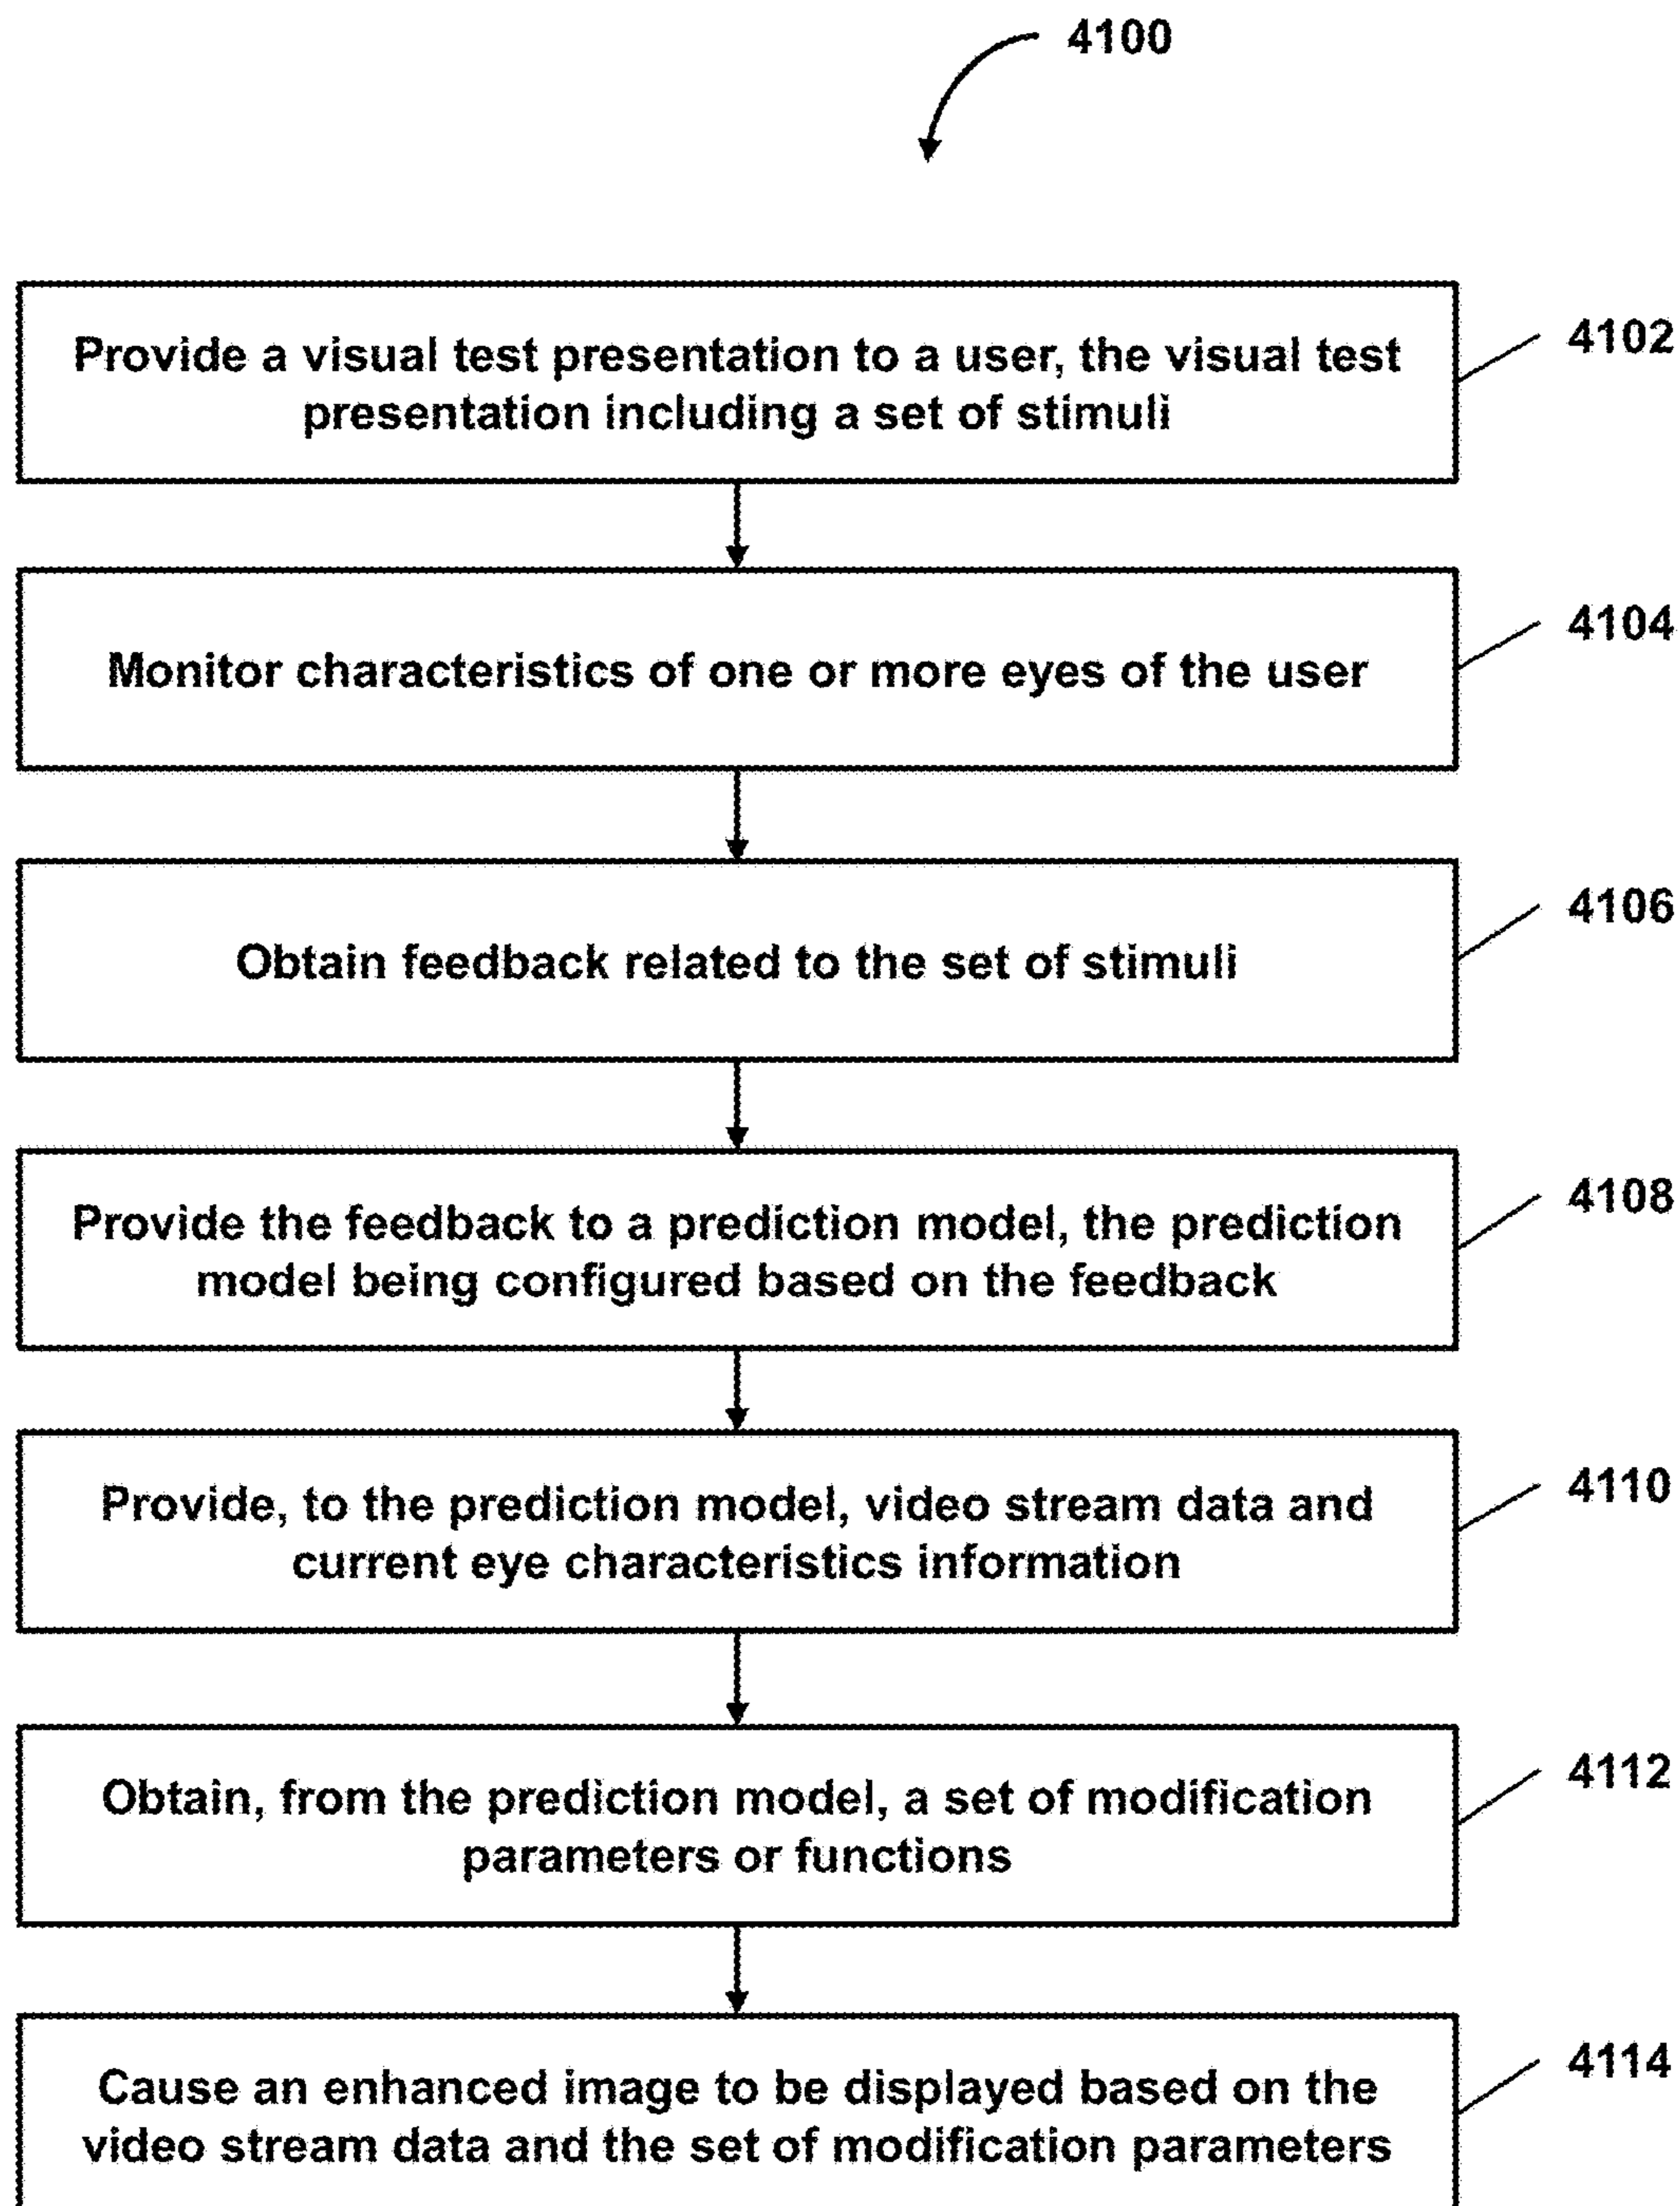 4100
Provide a visual test presentation to a user, the visual test
presentation including a set of stimuli
4102
Monitor characteristics of one or more eyes of the user
4104
Obtain feedback related to the set of stimuli
4106
Provide the feedback to a prediction model, the prediction
model being configured based on the feedback
4108
Provide, to the prediction model, video stream data and
current eye characteristics information
4110
Obtain, from the prediction model, a set of modification
parameters or functions
4112
Cause an enhanced image to be displayed based on the
video stream data and the set of modification parameters
4114